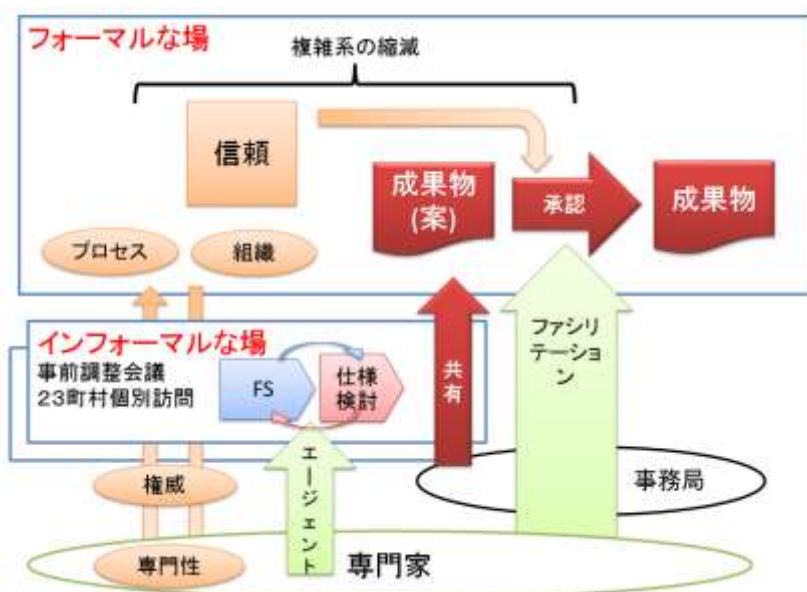 フォーマルな場
複雑系の縮減
信頼
成果物
(案)
承認
成果物
プロセス
組織
インフォーマルな場
事前調整会議
23町村個別訪問
FS
仕様
検討
共有
ファシリ
テーショ
ン
エージェント
権威
事務局
専門性
専門家